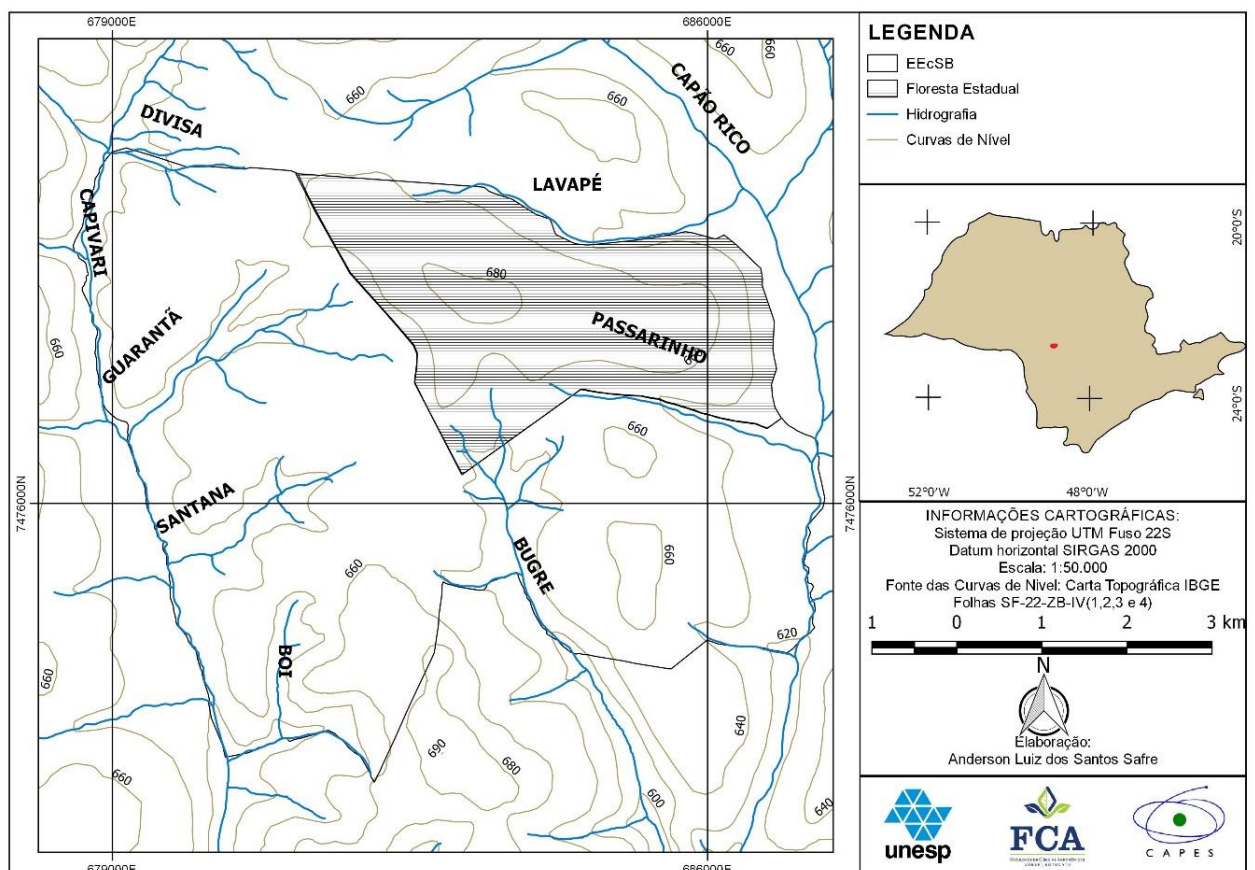 679000E
686000E
660
660
660
660
DIVISA
CAPÃO RICO
660
LAVAPÉ
CAPIVARI
680
GUARANTÃ
PASSARINHO
660
660
7476000N
7476000N
SANTANA
BUGRE
660
660
620
BOI
660
640
690
680
660
600
640
679000E
686000E
LEGENDA
EEcSB
Floresta Estadual
Hidrografia
Curvas de Nível
20°0'S
24°0'S
52°0'W
48°0'W
INFORMAÇÕES CARTOGRÁFICAS:
Sistema de projeção UTM Fuso 22S
Datum horizontal SIRGAS 2000
Escala: 1:50.000
Fonte das Curvas de Nivel: Carta Topográfica IBGE
Folhas SF-22-ZB-IV(1,2,3 e 4)
1 0 1 2 3 km
N
Elaboração:
Anderson Luiz dos Santos Safre
unesp
FCA
CAPES